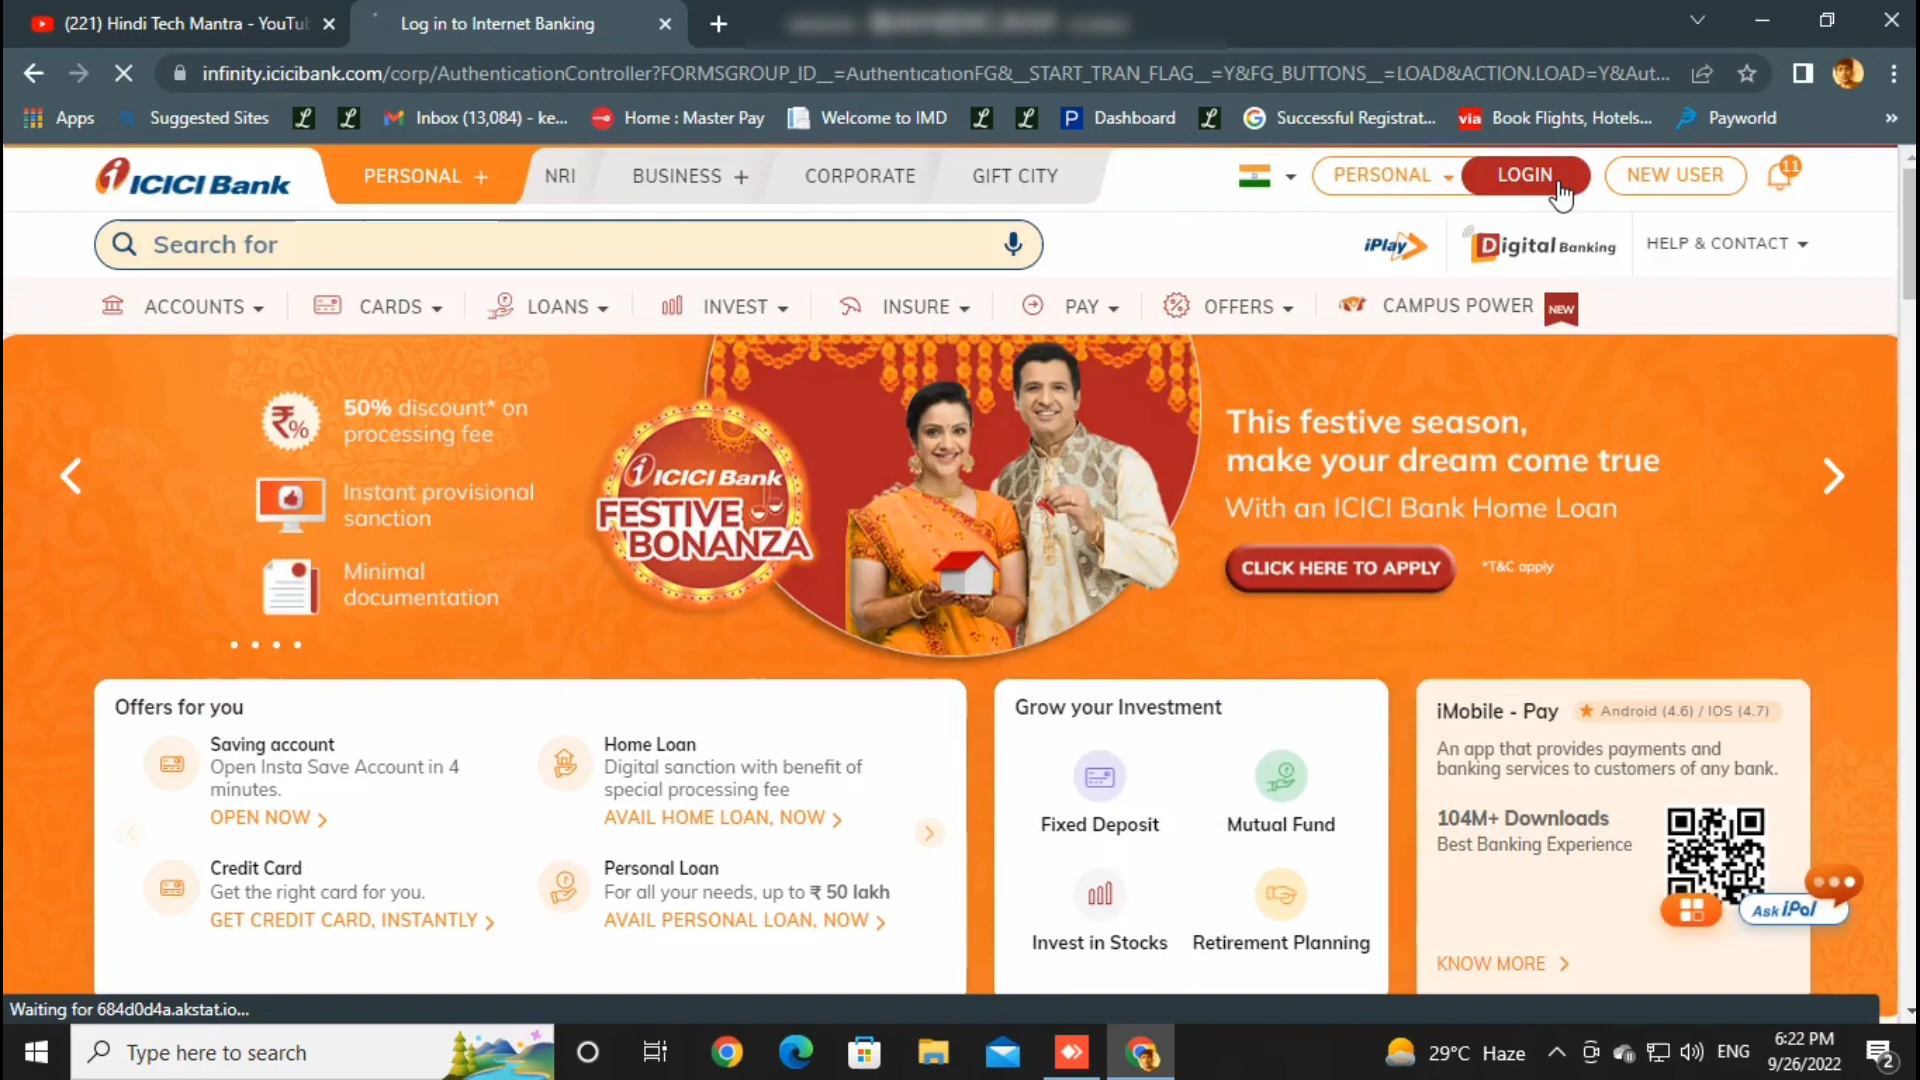 (221) Hindi Tech Mantra - YouTu
Log in to Internet Banking
infinity.icicibank.com/corp/AuthenticationController?FORMSGROUP_ID__=AuthenticationFG&__START_TRAN_FLAG__=Y&FG_BUTTONS__=LOAD&ACTION.LOAD=Y&Aut...
Apps
Suggested Sites
Inbox (13,084) - ke...
Home : Master Pay
Welcome to IMD
P Dashboard
Successful Registrat...
via Book Flights, Hotels...
Payworld
»
ICICI Bank
PERSONAL +
NRI
BUSINESS +
CORPORATE
GIFT CITY
PERSONAL
LOGIN
NEW USER
11
Search for
iPlay
Digital Banking
HELP & CONTACT
ACCOUNTS
CARDS
LOANS
INVEST
INSURE
PAY
OFFERS
CAMPUS POWER
NEW
₹%
50% discount* on
processing fee
Instant provisional
sanction
Minimal
documentation
ICICI Bank
FESTIVE
BONANZA
This festive season,
make your dream come true
With an ICICI Bank Home Loan
CLICK HERE TO APPLY
*T&C apply
Offers for you
Saving account
Open Insta Save Account in 4
minutes.
OPEN NOW >
Home Loan
Digital sanction with benefit of
special processing fee
AVAIL HOME LOAN, NOW >
Credit Card
Get the right card for you.
GET CREDIT CARD, INSTANTLY >
Personal Loan
For all your needs, up to ₹ 50 lakh
AVAIL PERSONAL LOAN, NOW >
Grow your Investment
Fixed Deposit
Mutual Fund
Invest in Stocks
Retirement Planning
iMobile - Pay
Android (4.6) / IOS (4.7)
An app that provides payments and
banking services to customers of any bank.
104M+ Downloads
Best Banking Experience
Ask iPal
KNOW MORE >
Waiting for 684d0d4a.akstat.io...
Type here to search
29°C Haze
ENG
6:22 PM
9/26/2022
2